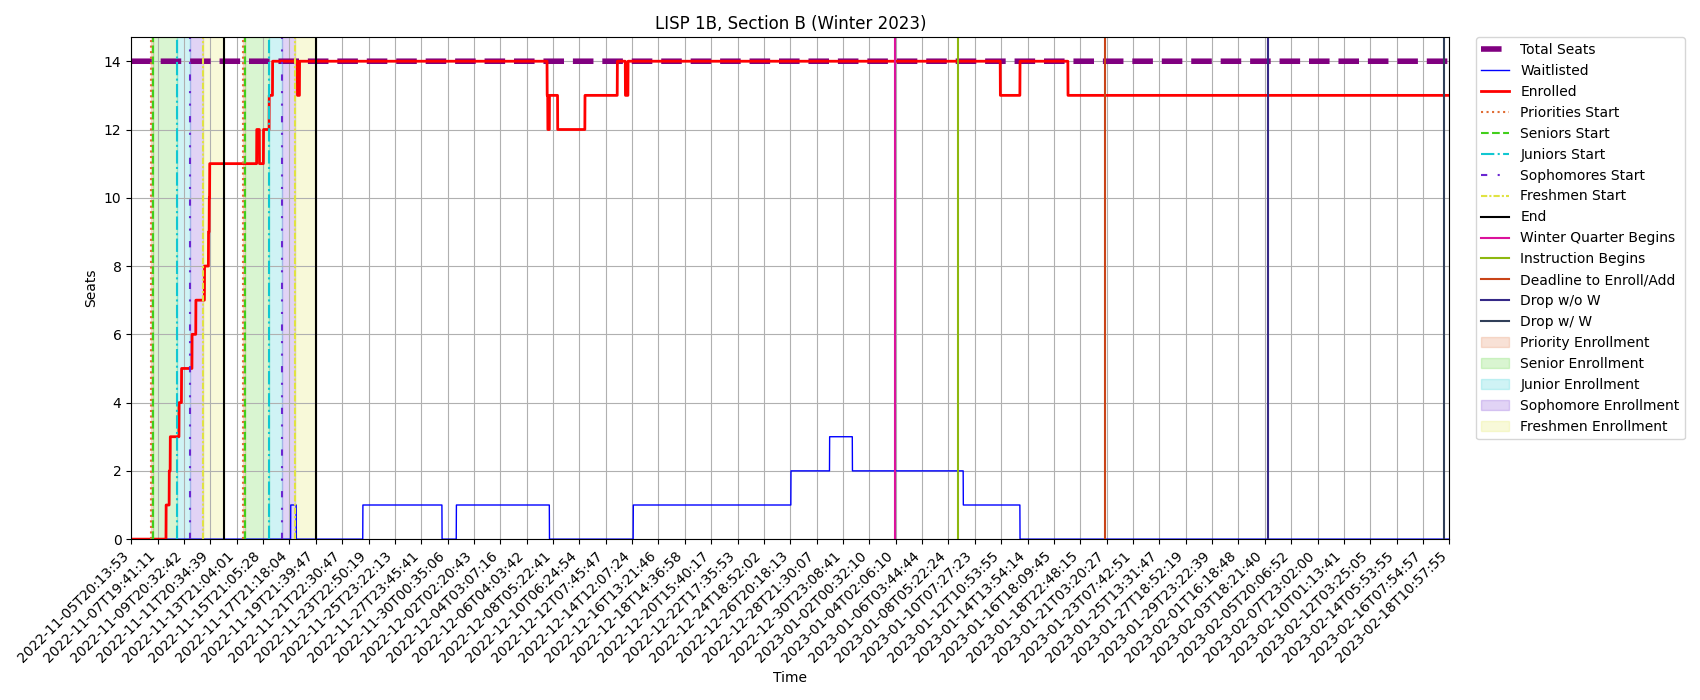 LISP 1B, Section B (Winter 2023)
Seats
14
12
10
8
6
4
2
0
2022-11-05T20:13:53
2022-11-07T19:41:11
2022-11-09T20:32:42
2022-11-11T20:34:39
2022-11-13T21:04:01
2022-11-15T21:05:28
2022-11-17T21:18:04
2022-11-19T21:39:47
2022-11-21T22:30:47
2022-11-23T22:50:19
2022-11-25T23:22:13
2022-11-27T23:45:41
2022-11-30T00:35:06
2022-12-02T02:20:43
2022-12-04T03:07:16
2022-12-06T04:03:42
2022-12-08T05:22:41
2022-12-10T06:24:54
2022-12-12T07:45:47
2022-12-14T12:07:24
2022-12-16T13:21:46
2022-12-18T14:36:58
2022-12-20T15:40:17
2022-12-22T17:35:53
2022-12-24T18:52:02
2022-12-26T20:18:13
2022-12-28T21:30:07
2022-12-30T23:08:41
2023-01-02T00:32:10
2023-01-04T02:06:10
2023-01-06T03:44:44
2023-01-08T05:22:24
2023-01-10T07:27:23
2023-01-12T10:53:55
2023-01-14T13:54:14
2023-01-16T18:09:45
2023-01-18T22:48:15
2023-01-21T03:20:27
2023-01-23T07:42:51
2023-01-25T13:31:47
2023-01-27T18:52:19
2023-01-29T23:22:39
2023-02-01T16:18:48
2023-02-03T18:21:40
2023-02-05T20:06:52
2023-02-07T23:02:00
2023-02-10T01:13:41
2023-02-12T03:25:05
2023-02-14T05:53:55
2023-02-16T07:54:57
2023-02-18T10:57:55
Time
Total Seats
Waitlisted
Enrolled
Priorities Start
Seniors Start
Juniors Start
Sophomores Start
Freshmen Start
End
Winter Quarter Begins
Instruction Begins
Deadline to Enroll/Add
Drop w/o W
Drop w/ W
Priority Enrollment
Senior Enrollment
Junior Enrollment
Sophomore Enrollment
Freshmen Enrollment